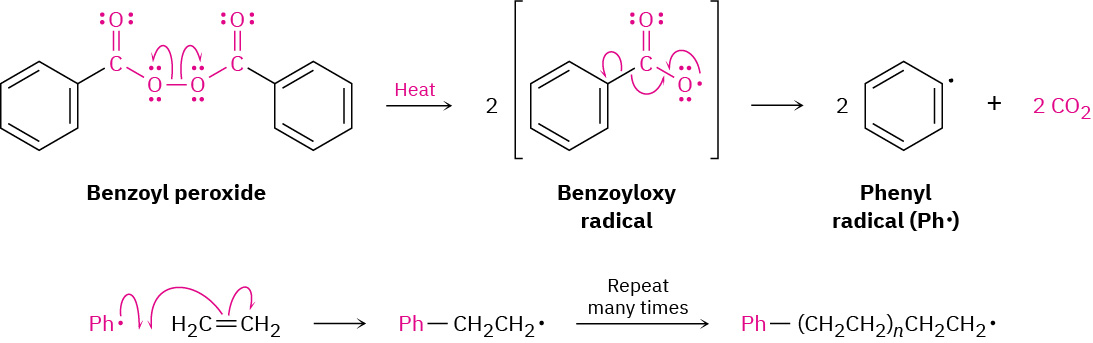 O O O
C C Heat C
O O 2 O 2 + 2 CO₂
Benzoyl peroxide Benzoyloxy radical Phenyl radical (Ph•)
Repeat many times
Ph• H₂C=CH₂ Ph—CH₂CH₂• Ph—(CH₂CH₂)ₙCH₂CH₂•